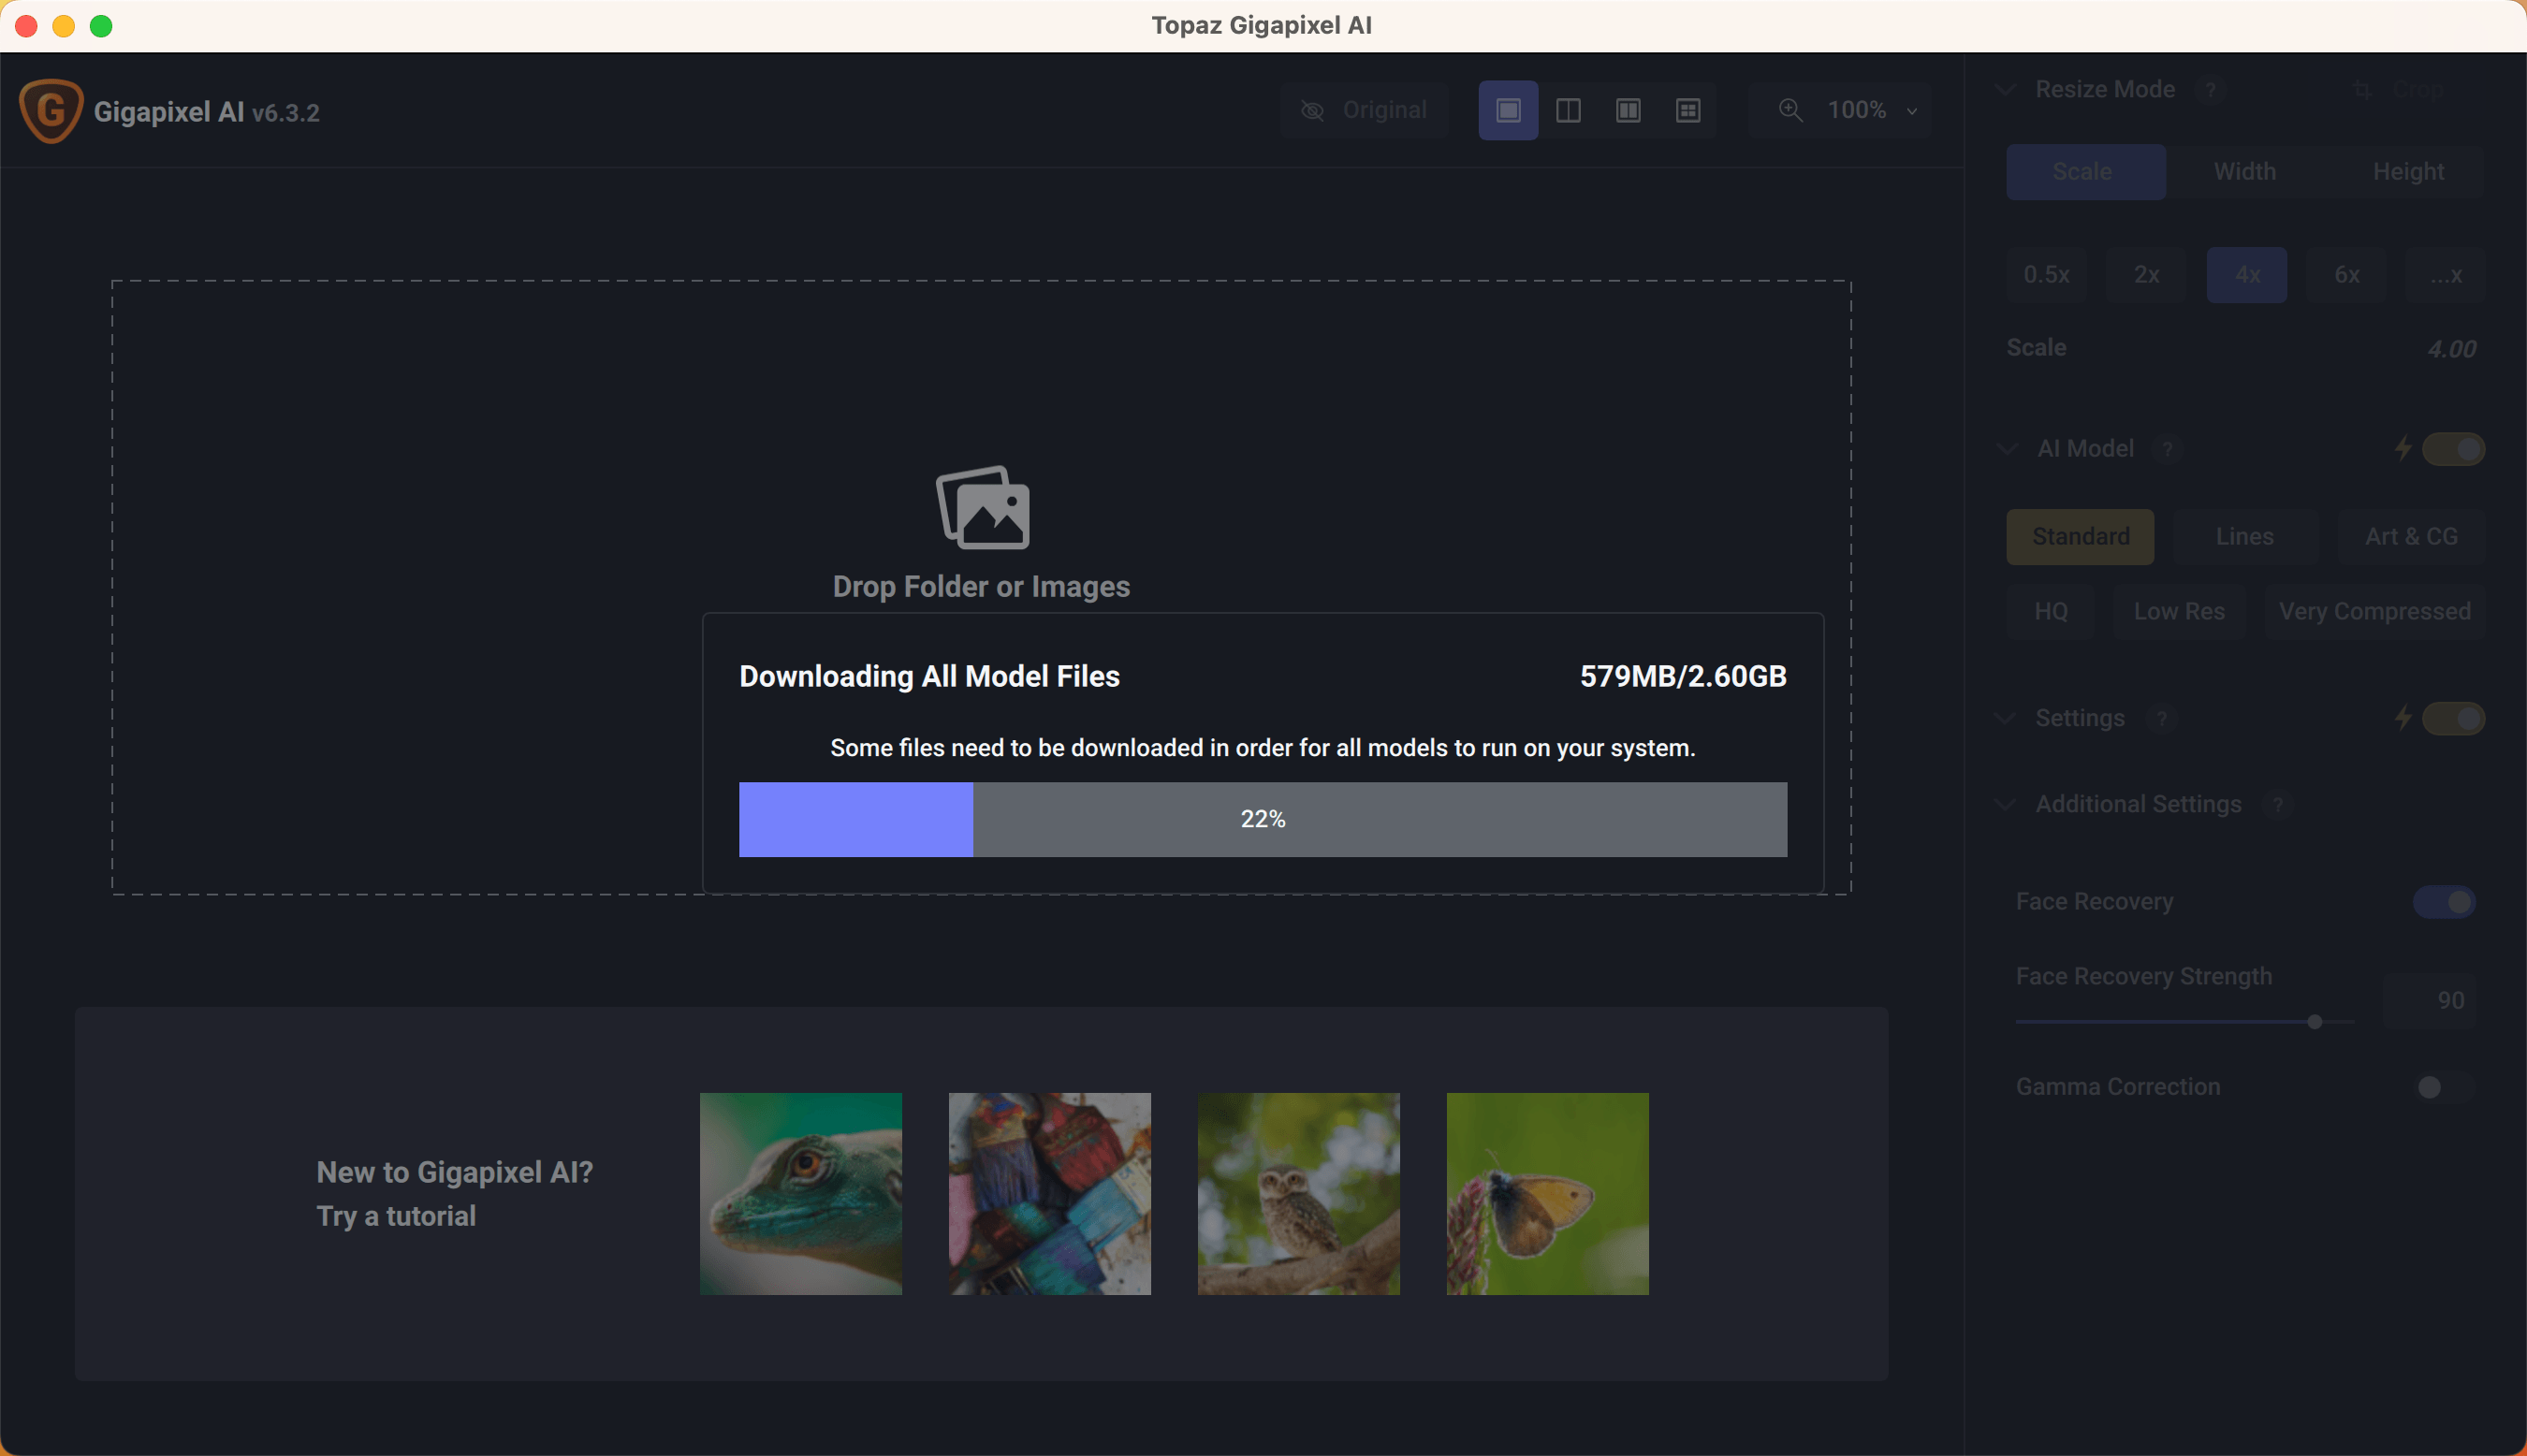 Topaz Gigapixel AI
Gigapixel AI v6.3.2
Original
100%
Resize Mode ?
Crop
Scale Width Height
0.5x 2x 4x 6x ...x
Scale 4.00
AI Model ?
Standard Lines Art & CG
HQ Low Res Very Compressed
Settings ?
Additional Settings ?
Face Recovery
Face Recovery Strength
90
Gamma Correction
Drop Folder or Images
Downloading All Model Files 579MB/2.60GB
Some files need to be downloaded in order for all models to run on your system.
22%
New to Gigapixel AI?
Try a tutorial